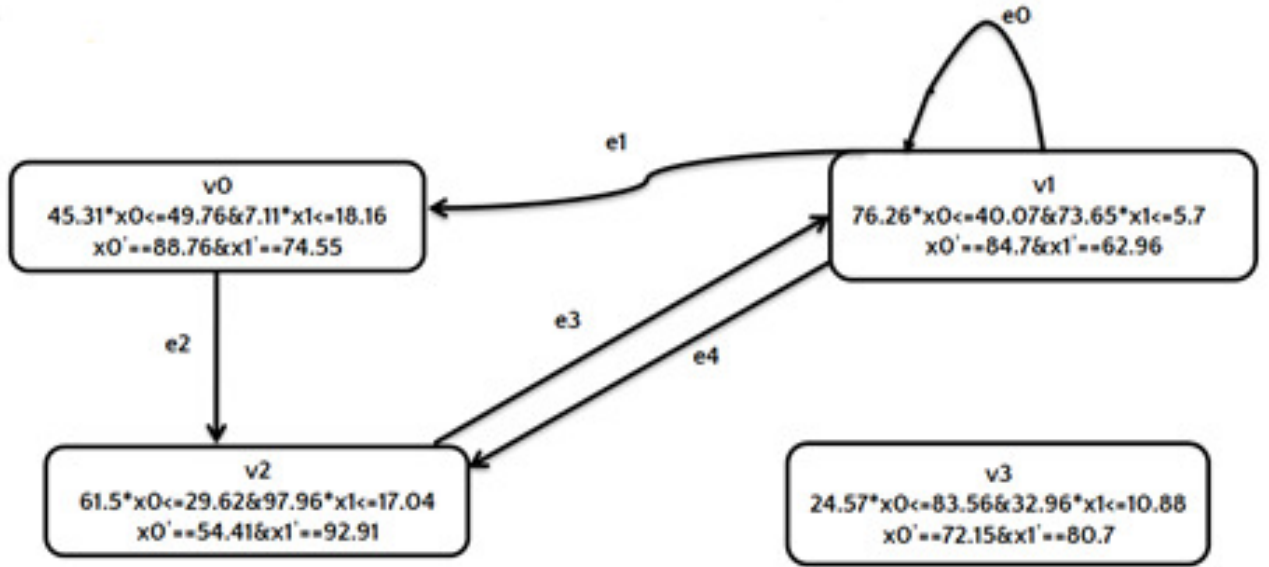 e0
e1
v0
45.31*x0<=49.76&7.11*x1<=18.16
x0'==88.76&x1'==74.55
v1
76.26*x0<=40.07&73.65*x1<=5.7
x0'==84.7&x1'==62.96
e2
e3
e4
v2
61.5*x0<=29.62&97.96*x1<=17.04
x0'==54.41&x1'==92.91
v3
24.57*x0<=83.56&32.96*x1<=10.88
x0'==72.15&x1'==80.7